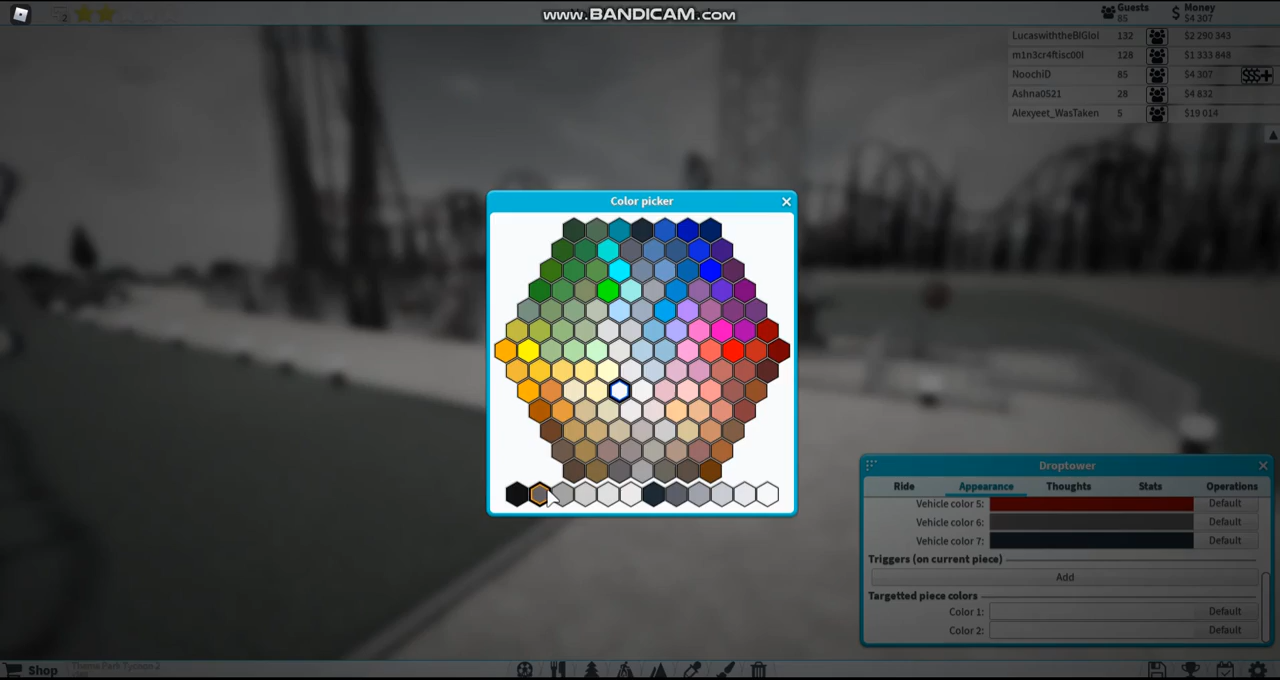 www.BANDICAM.com
2
Guests
85
Money
$4 307
LucaswiththeBIGlol 132 $2 290 343
m1n3cr4ftisc00l 128 $1 333 848
NoochiD 85 $4 307 $$$+
Ashna0521 28 $4 832
Alexyeet_WasTaken 5 $19 014
Color picker
Droptower
Ride Appearance Thoughts Stats Operations
Vehicle color 5: Default
Vehicle color 6: Default
Vehicle color 7: Default
Triggers (on current piece)
Add
Targetted piece colors
Color 1: Default
Color 2: Default
Shop
Theme Park Tycoon 2